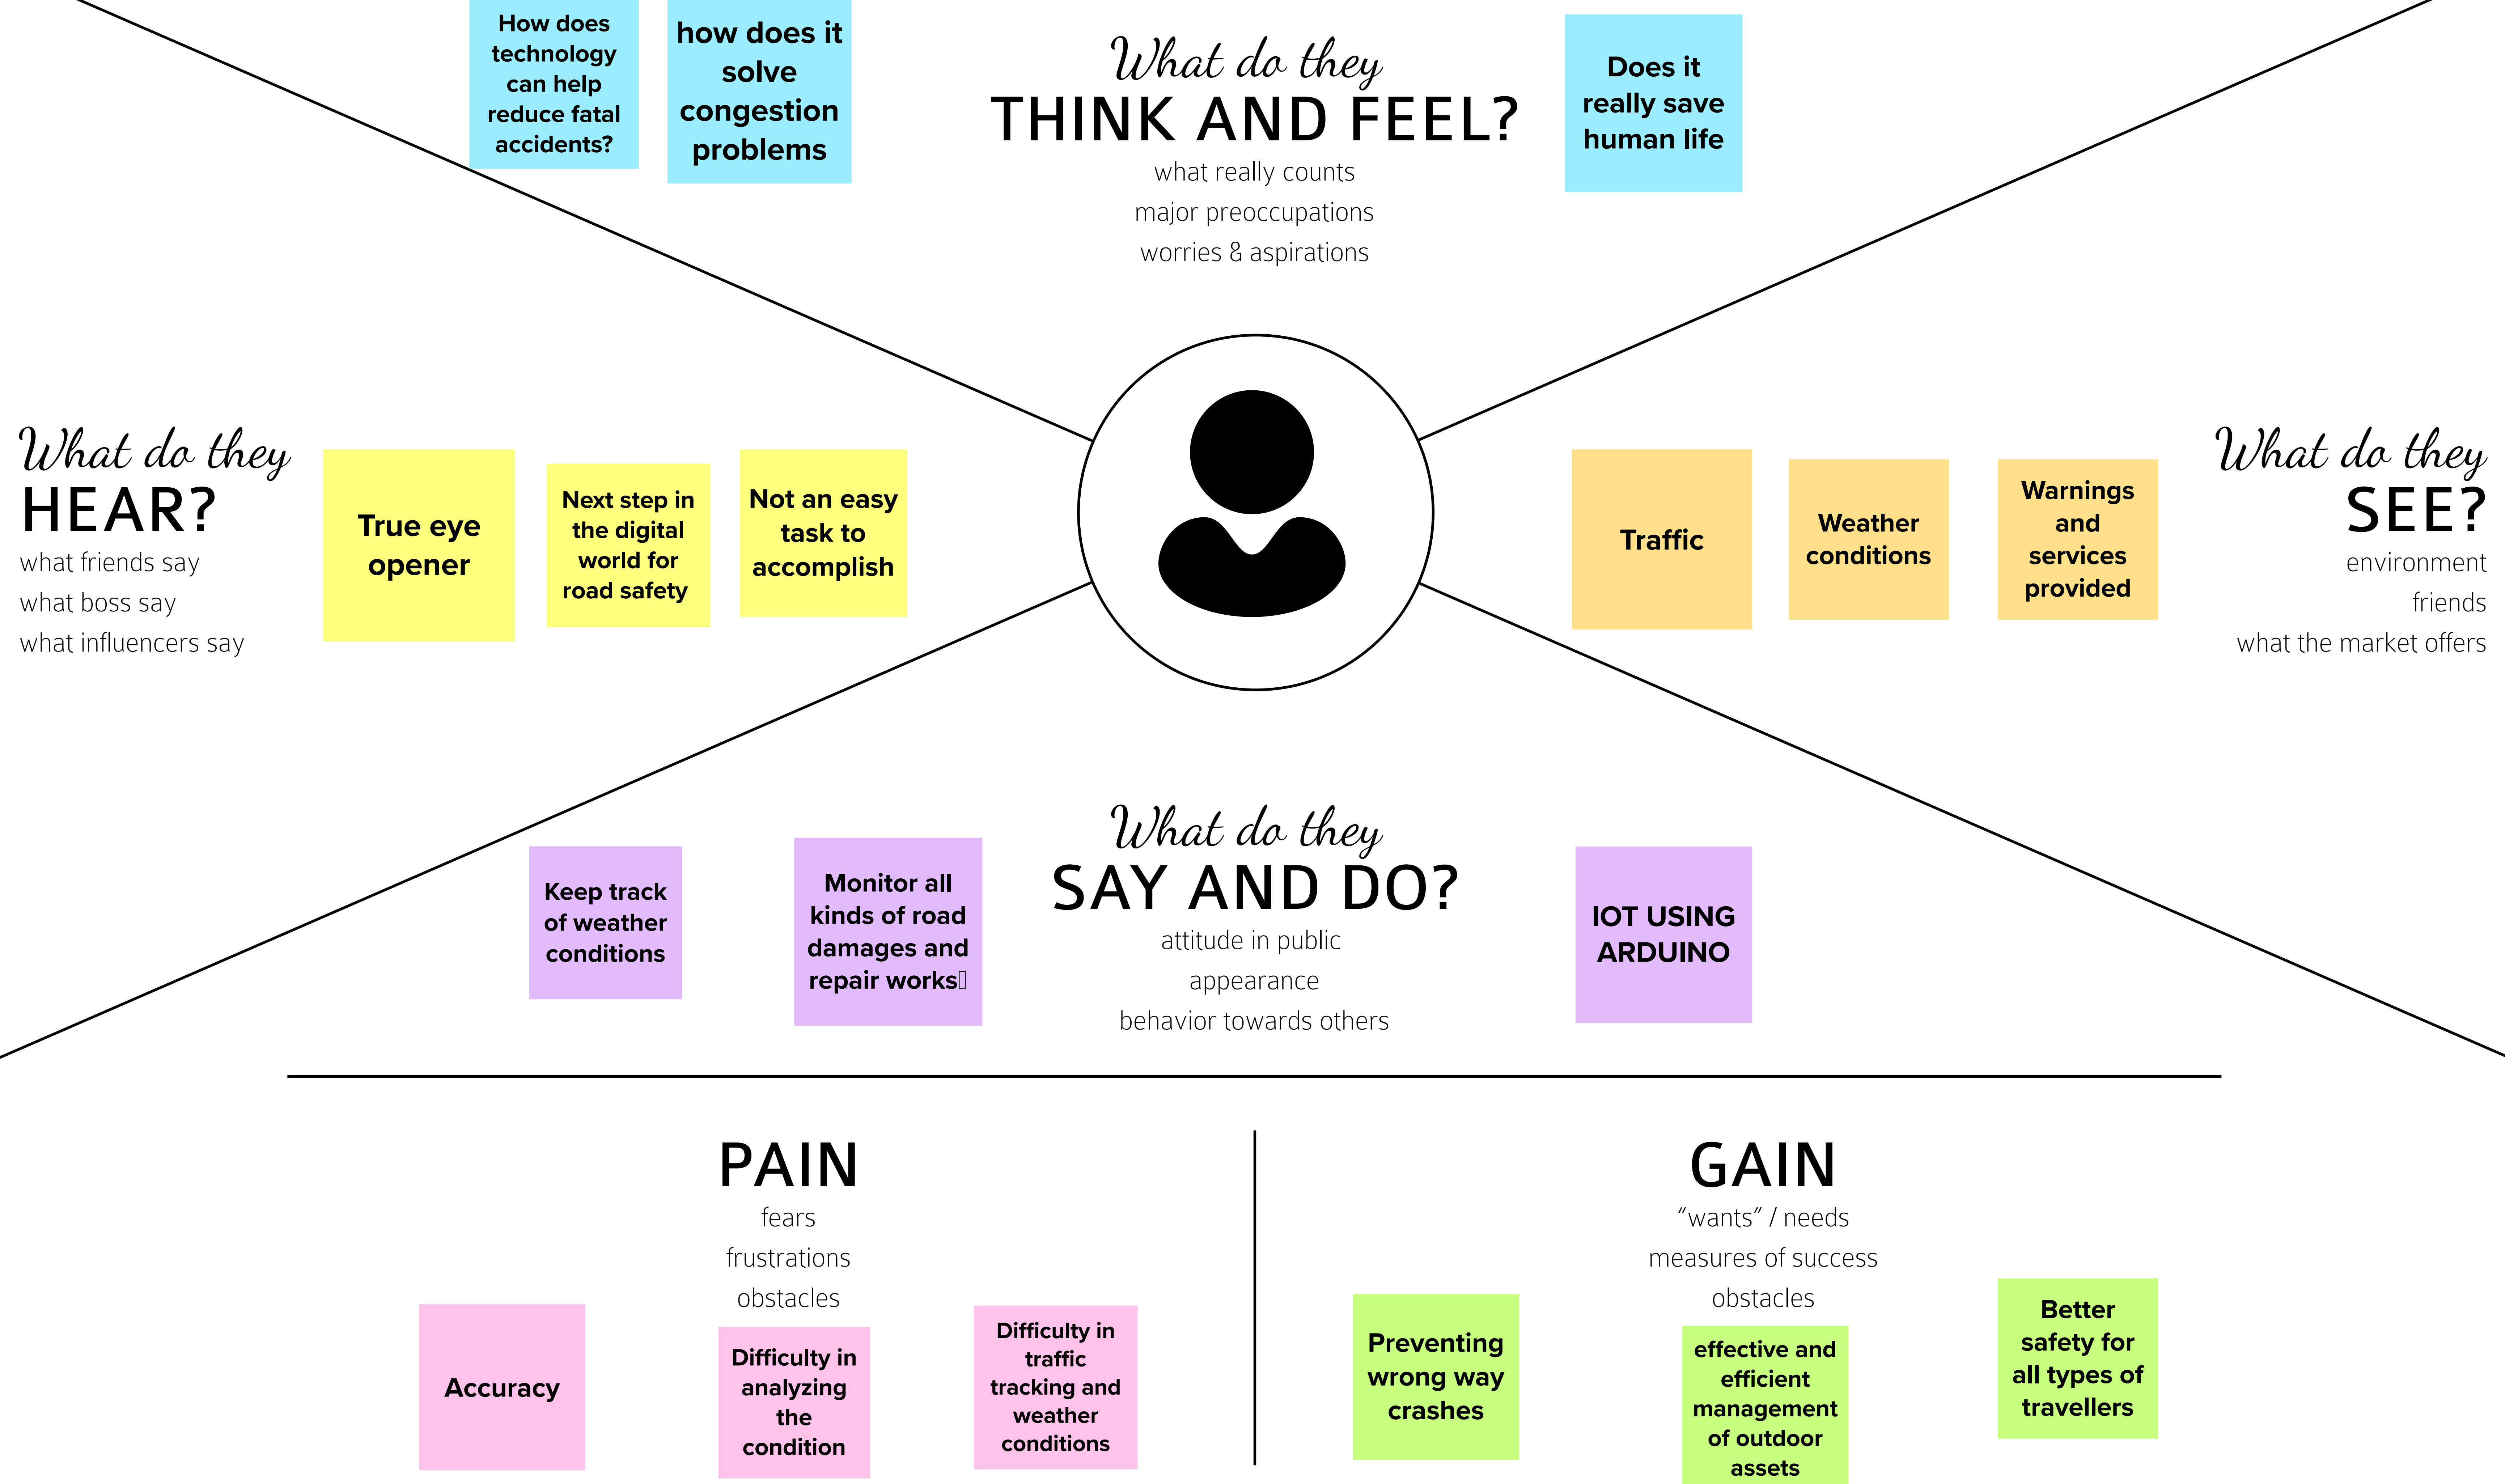 How does
technology
can help
reduce fatal
accidents?
how does it
solve
congestion
problems
What do they
THINK AND FEEL?
what really counts
major preoccupations
worries & aspirations
Does it
really save
human life
What do they
HEAR?
what friends say
what boss say
what influencers say
True eye
opener
Next step in
the digital
world for
road safety
Not an easy
task to
accomplish
Traffic
Weather
conditions
Warnings
and
services
provided
What do they
SEE?
environment
friends
what the market offers
Keep track
of weather
conditions
Monitor all
kinds of road
damages and
repair works
What do they
SAY AND DO?
attitude in public
appearance
behavior towards others
IOT USING
ARDUINO
PAIN
fears
frustrations
obstacles
Accuracy
Difficulty in
analyzing
the
condition
Difficulty in
traffic
tracking and
weather
conditions
GAIN
“wants” / needs
measures of success
obstacles
Preventing
wrong way
crashes
effective and
efficient
management
of outdoor
assets
Better
safety for
all types of
travellers